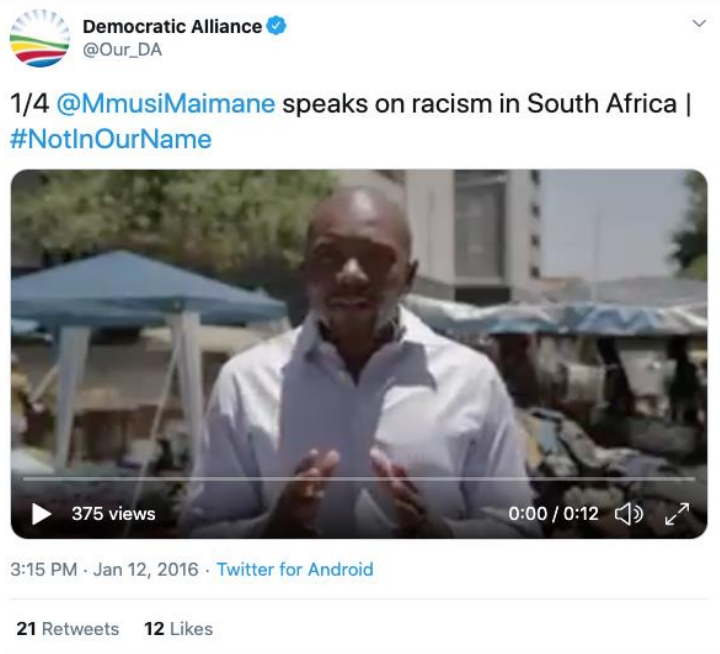 Democratic Alliance
@Our_DA
1/4 @MmusiMaimane speaks on racism in South Africa |
#NotInOurName
375 views
0:00 / 0:12
3:15 PM · Jan 12, 2016 · Twitter for Android
21 Retweets 12 Likes